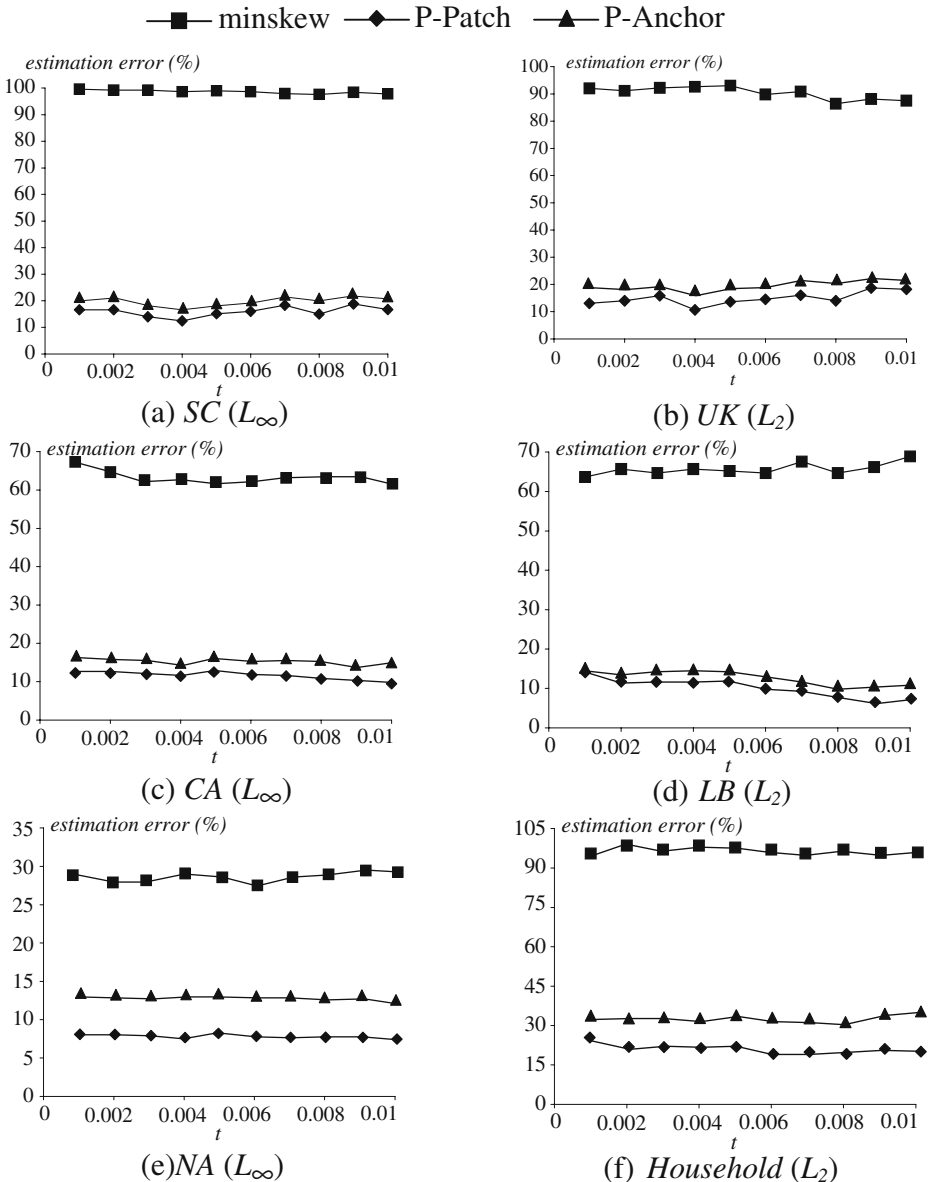 minskew P-Patch P-Anchor
estimation error (%)
100
90
80
70
60
50
40
30
20
10
0
0 0.002 0.004 0.006 0.008 0.01
t
(a) SC (L∞)
estimation error (%)
100
90
80
70
60
50
40
30
20
10
0
0 0.002 0.004 0.006 0.008 0.01
t
(b) UK (L2)
estimation error (%)
70
60
50
40
30
20
10
0
0 0.002 0.004 0.006 0.008 0.01
t
(c) CA (L∞)
estimation error (%)
70
60
50
40
30
20
10
0
0 0.002 0.004 0.006 0.008 0.01
t
(d) LB (L2)
estimation error (%)
35
30
25
20
15
10
5
0
0 0.002 0.004 0.006 0.008 0.01
t
(e)NA (L∞)
estimation error (%)
105
90
75
60
45
30
15
0
0 0.002 0.004 0.006 0.008 0.01
t
(f) Household (L2)